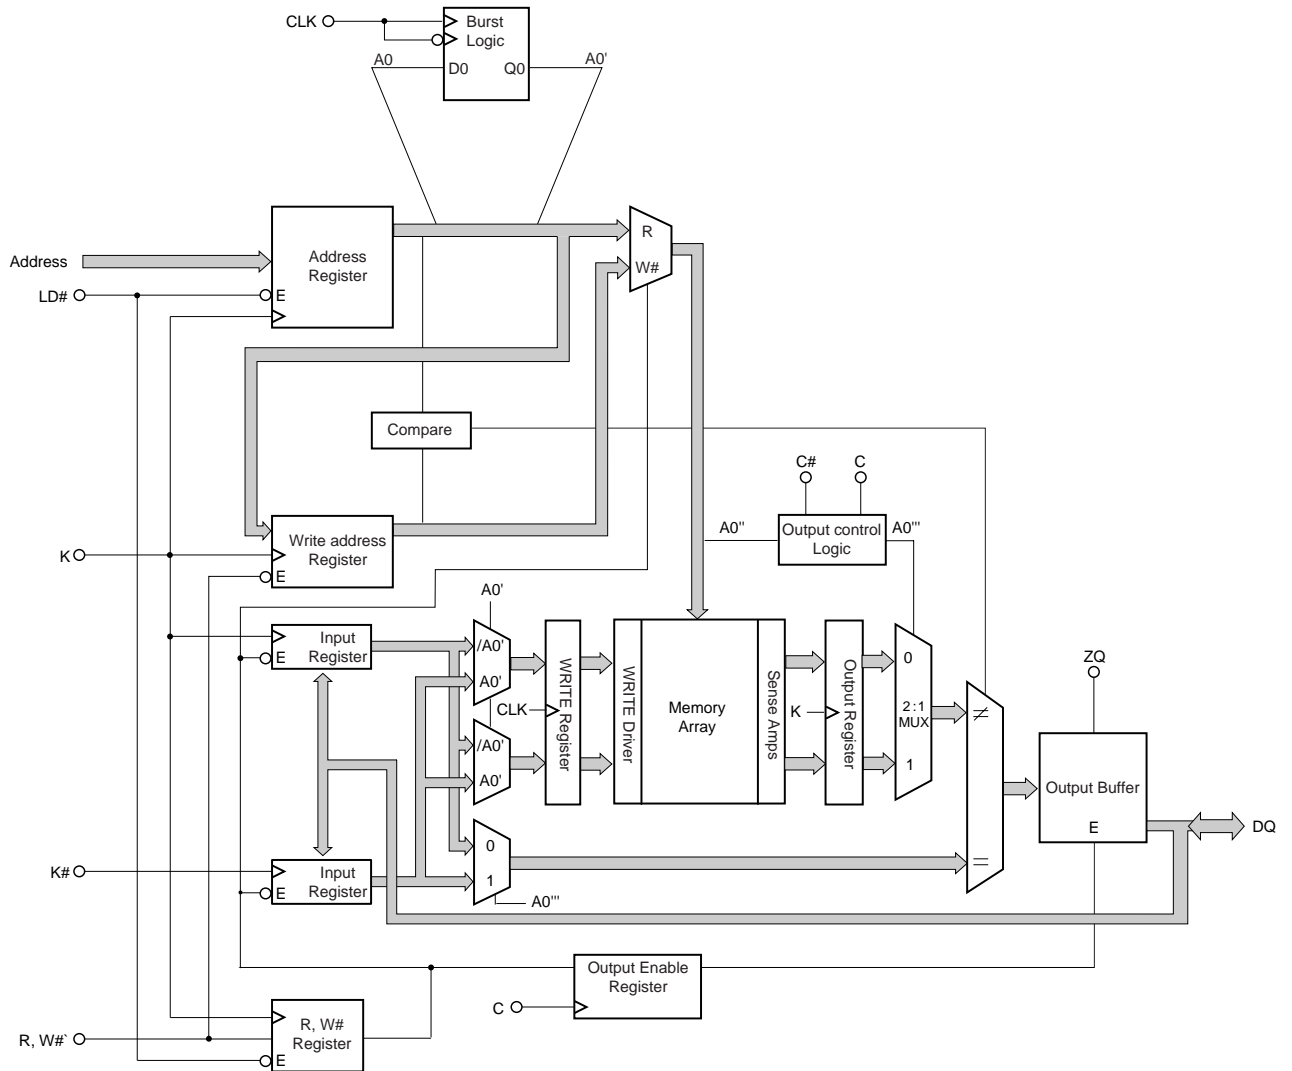 CLK
Burst
Logic
A0
D0
Q0
A0'
Address
Address
Register
LD#
E
R
W#
Compare
C#
C
A0''
Output control
Logic
A0'''
Write address
Register
K
E
A0'
Input
Register
E
/A0'
A0'
CLK
/A0'
A0'
WRITE Register
WRITE Driver
Memory
Array
Sense Amps
K
Output Register
0
2:1
MUX
1
≠
ZQ
Output Buffer
E
DQ
K#
Input
Register
E
0
1
A0'''
=
Output Enable
Register
C
R, W#`
R, W#
Register
E